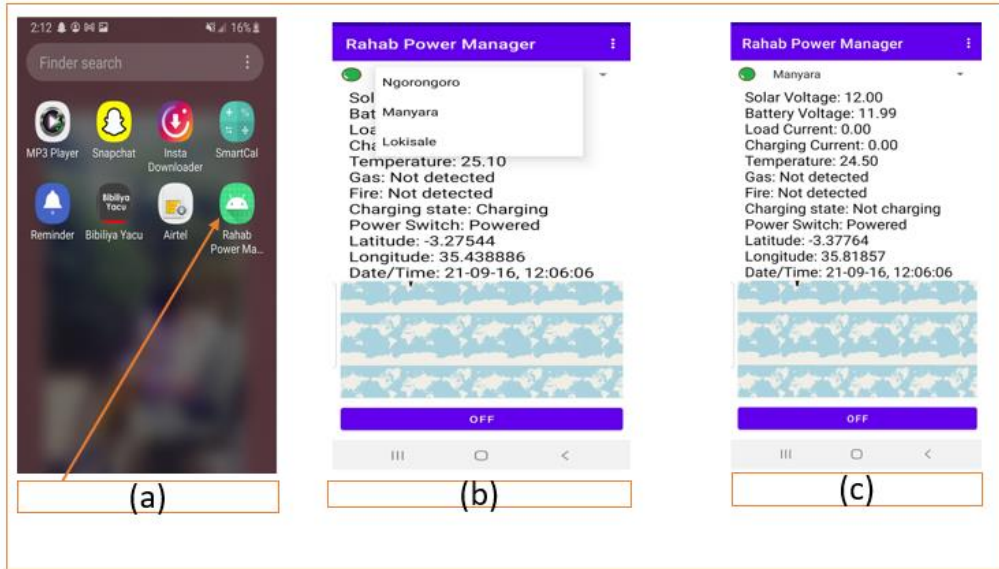 2:12 16%
Finder search
MP3 Player Snapchat Insta Downloader SmartCal
Bibiliya Yacu
Reminder Bibiliya Yacu Airtel Rahab Power Ma...
(a)
Rahab Power Manager
Ngorongoro
Manyara
Lokisale
Sol
Bat
Loa
Cha
Temperature: 25.10
Gas: Not detected
Fire: Not detected
Charging state: Charging
Power Switch: Powered
Latitude: -3.27544
Longitude: 35.438886
Date/Time: 21-09-16, 12:06:06
OFF
(b)
Rahab Power Manager
Manyara
Solar Voltage: 12.00
Battery Voltage: 11.99
Load Current: 0.00
Charging Current: 0.00
Temperature: 24.50
Gas: Not detected
Fire: Not detected
Charging state: Not charging
Power Switch: Powered
Latitude: -3.37764
Longitude: 35.81857
Date/Time: 21-09-16, 12:06:06
OFF
(c)